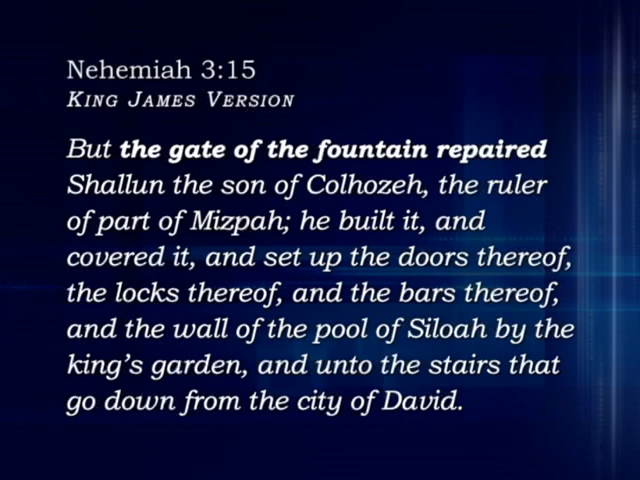 Nehemiah 3:15
King James Version
But the gate of the fountain repaired
Shallun the son of Colhozeh, the ruler
of part of Mizpah; he built it, and
covered it, and set up the doors thereof,
the locks thereof, and the bars thereof,
and the wall of the pool of Siloah by the
king's garden, and unto the stairs that
go down from the city of David.